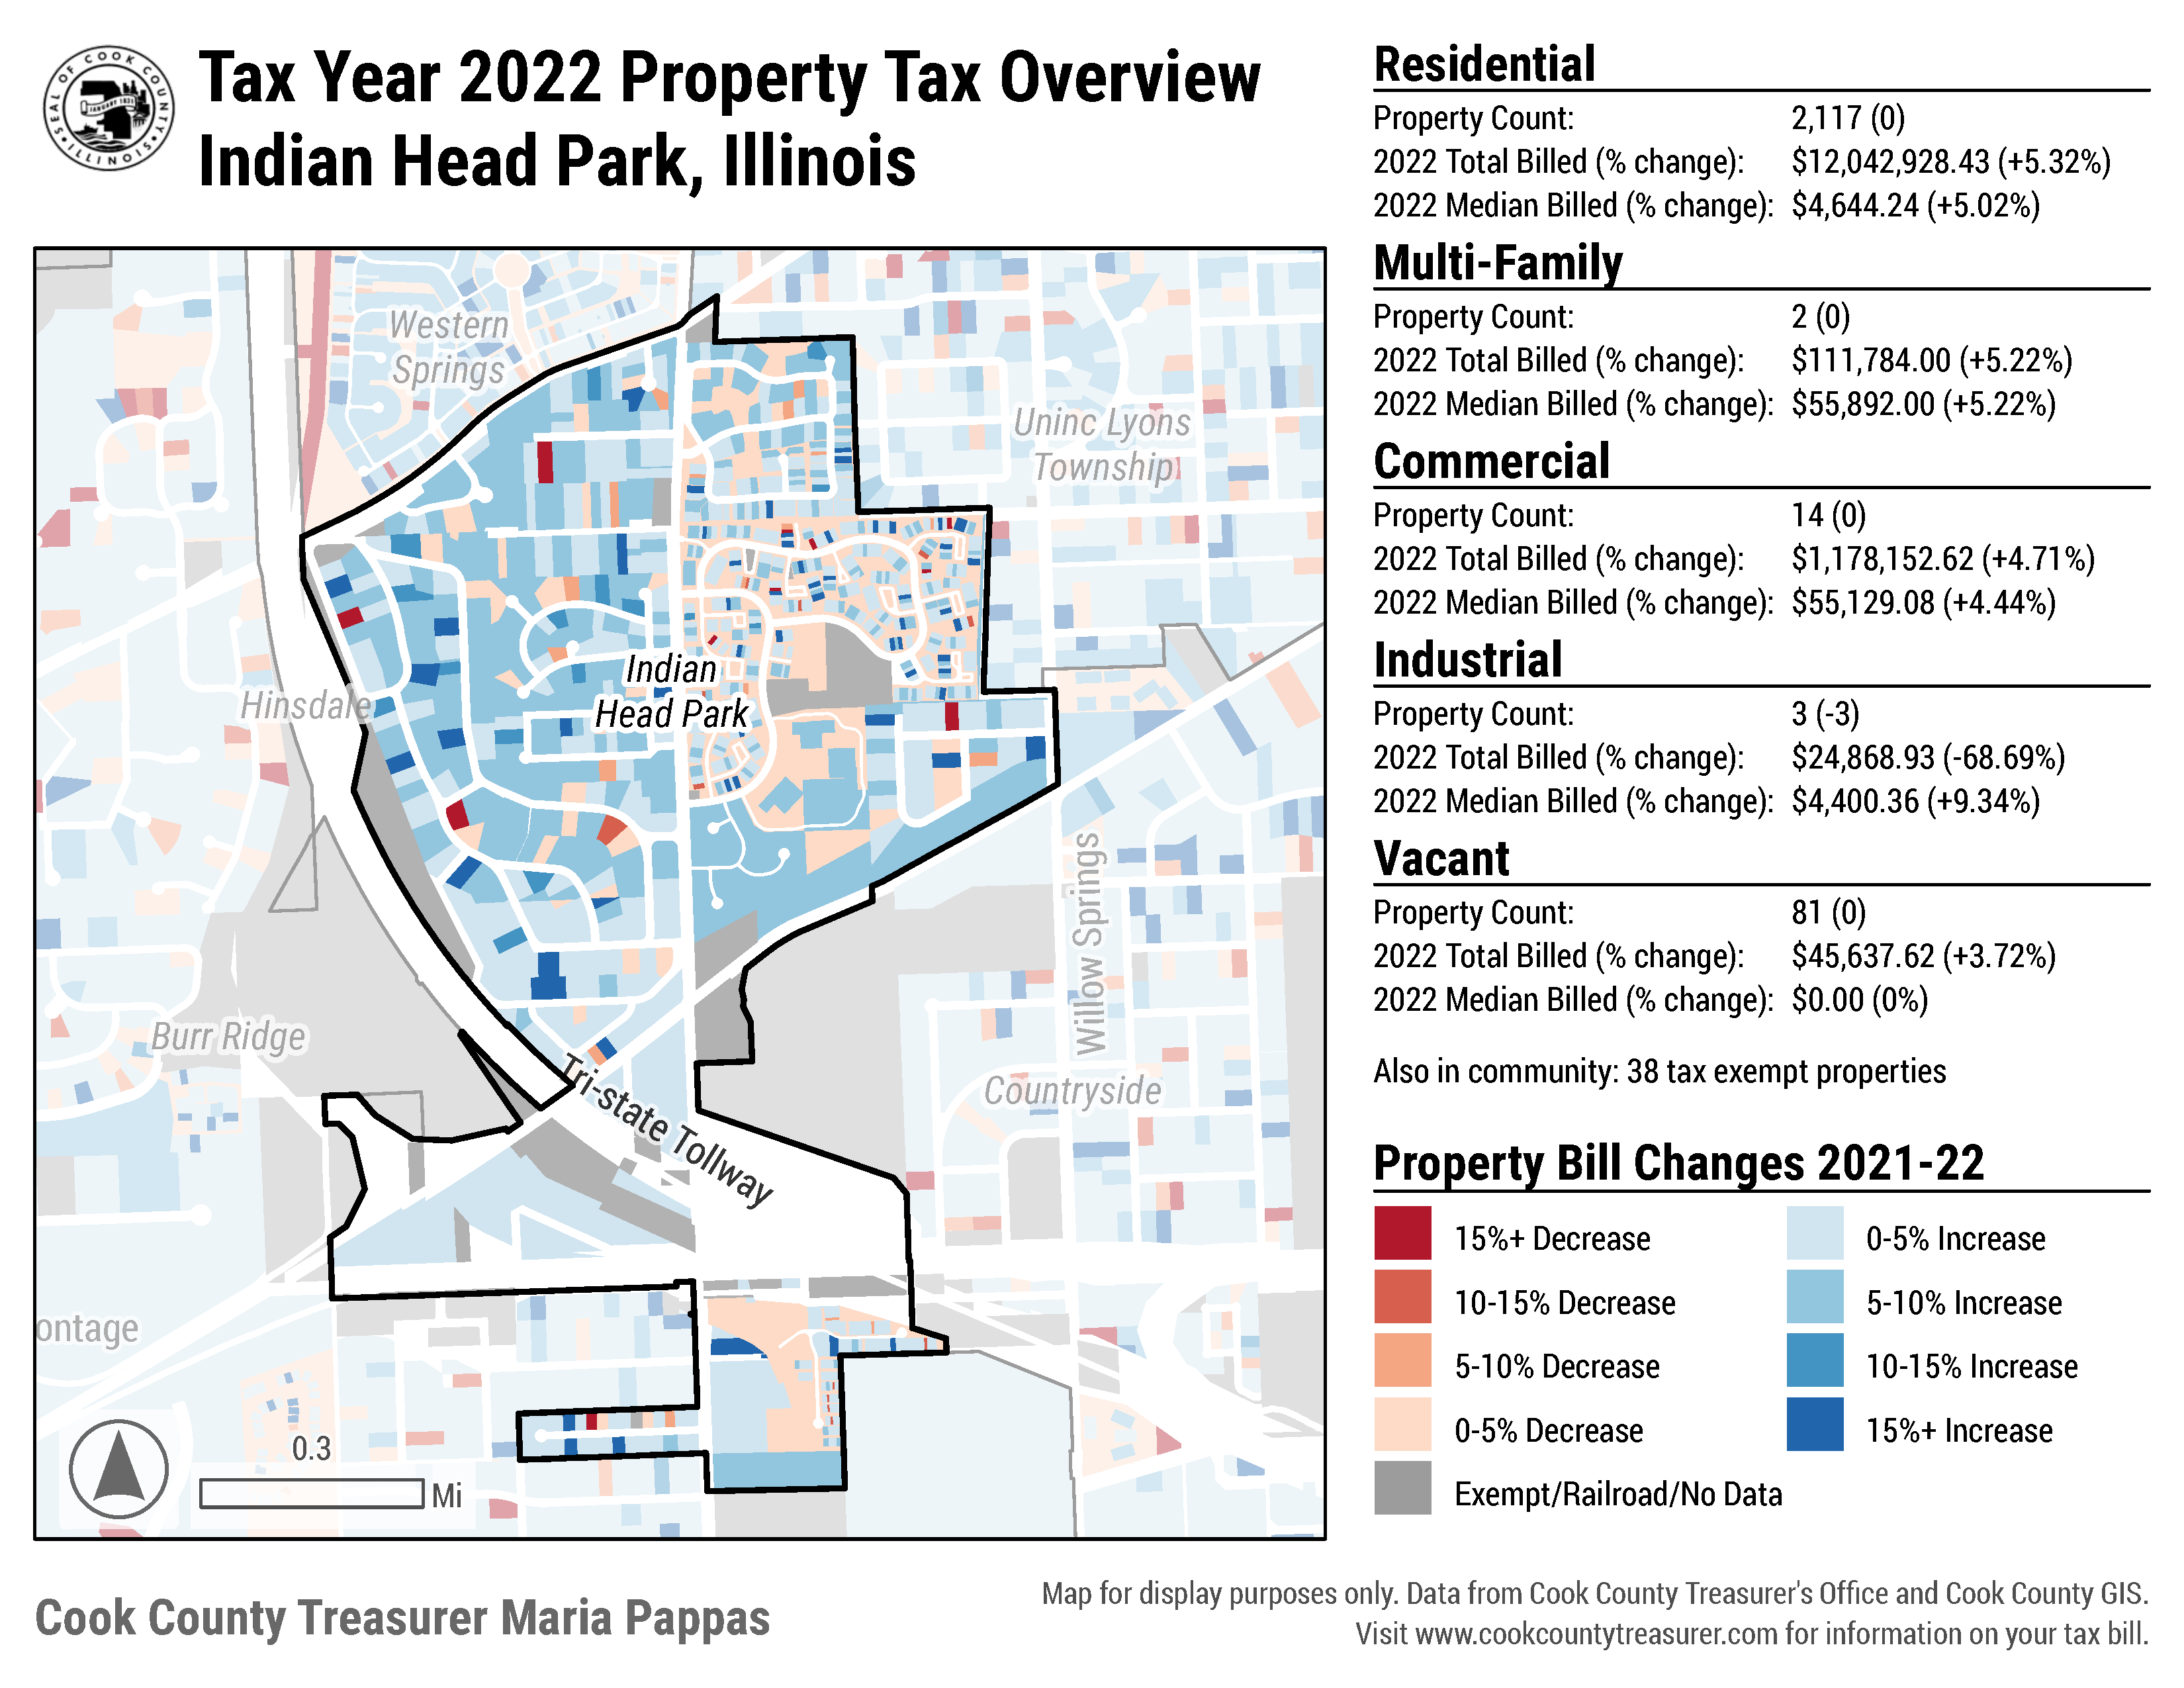 SEAL OF COOK COUNTY
JANUARY 1831
ILLINOIS
Tax Year 2022 Property Tax Overview
Indian Head Park, Illinois
Western
Springs
Uninc Lyons
Township
Hinsdale
Indian
Head Park
Willow Springs
Burr Ridge
Tri-state Tollway
Countryside
ontage
0.3
Mi
Residential
Property Count: 2,117 (0)
2022 Total Billed (% change): $12,042,928.43 (+5.32%)
2022 Median Billed (% change): $4,644.24 (+5.02%)
Multi-Family
Property Count: 2 (0)
2022 Total Billed (% change): $111,784.00 (+5.22%)
2022 Median Billed (% change): $55,892.00 (+5.22%)
Commercial
Property Count: 14 (0)
2022 Total Billed (% change): $1,178,152.62 (+4.71%)
2022 Median Billed (% change): $55,129.08 (+4.44%)
Industrial
Property Count: 3 (-3)
2022 Total Billed (% change): $24,868.93 (-68.69%)
2022 Median Billed (% change): $4,400.36 (+9.34%)
Vacant
Property Count: 81 (0)
2022 Total Billed (% change): $45,637.62 (+3.72%)
2022 Median Billed (% change): $0.00 (0%)
Also in community: 38 tax exempt properties
Property Bill Changes 2021-22
15%+ Decrease
10-15% Decrease
5-10% Decrease
0-5% Decrease
Exempt/Railroad/No Data
0-5% Increase
5-10% Increase
10-15% Increase
15%+ Increase
Cook County Treasurer Maria Pappas
Map for display purposes only. Data from Cook County Treasurer's Office and Cook County GIS.
Visit www.cookcountytreasurer.com for information on your tax bill.